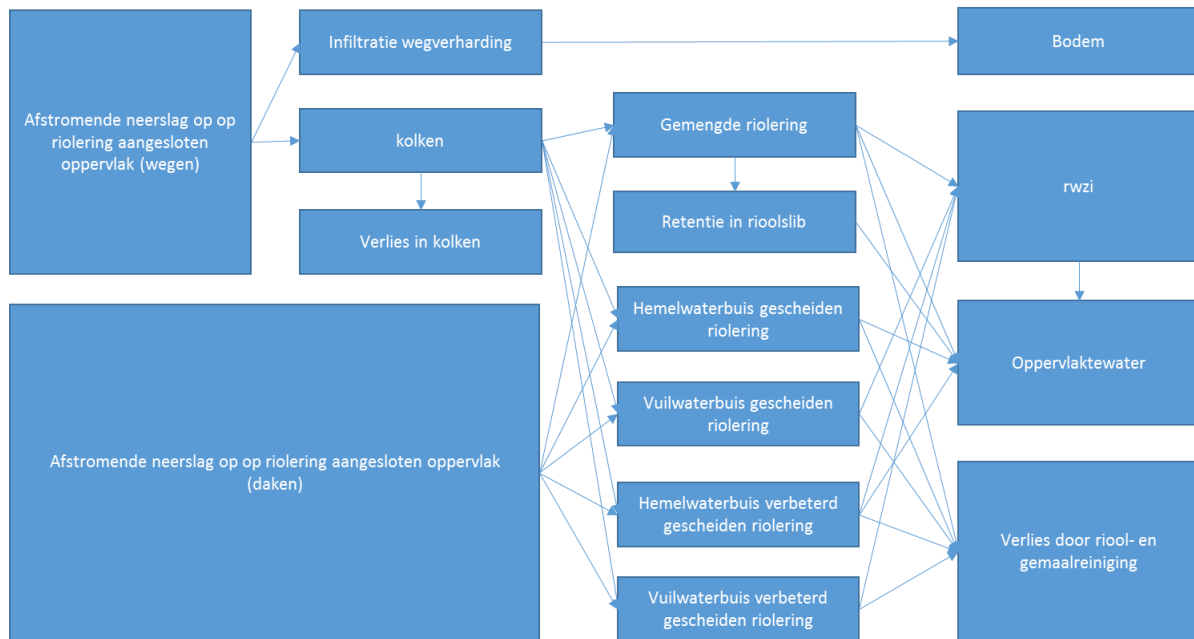 Afstromende neerslag op op
riolering aangesloten
oppervlak (wegen)
Infiltratie wegverharding
Bodem
kolken
Verlies in kolken
Gemengde riolering
Retentie in rioolslib
rwzi
Hemelwaterbuis gescheiden
riolering
Oppervlaktewater
Vuilwaterbuis gescheiden
riolering
Afstromende neerslag op op riolering aangesloten oppervlak
(daken)
Hemelwaterbuis verbeterd
gescheiden riolering
Vuilwaterbuis verbeterd
gescheiden riolering
Verlies door riool- en
gemaalreiniging